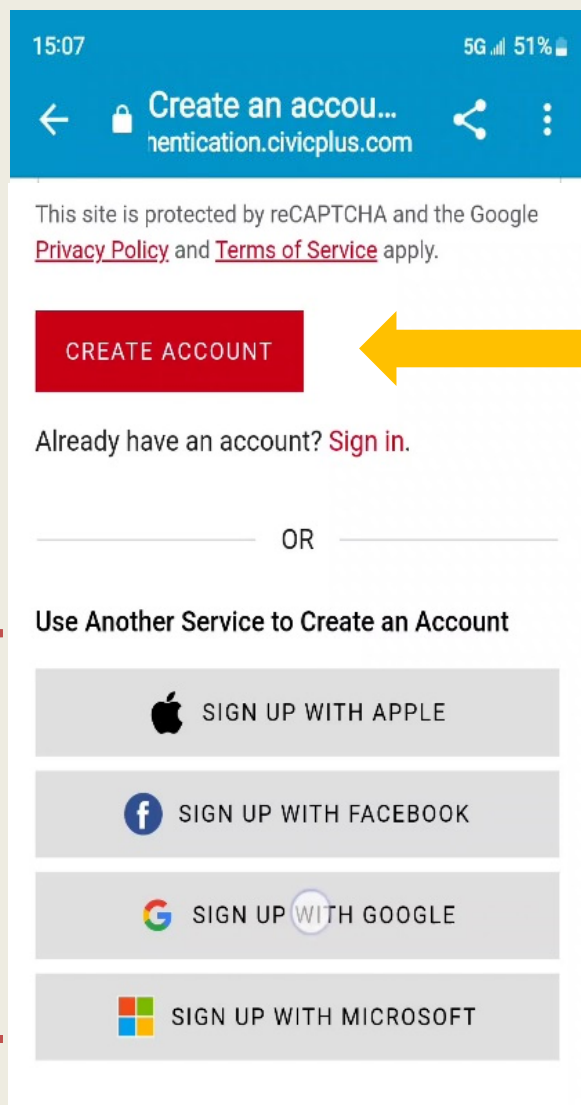 15:07 5G 51%
Create an accou...
hentication.civicplus.com
This site is protected by reCAPTCHA and the Google
Privacy Policy and Terms of Service apply.
CREATE ACCOUNT
Already have an account? Sign in.
OR
Use Another Service to Create an Account
SIGN UP WITH APPLE
SIGN UP WITH FACEBOOK
SIGN UP WITH GOOGLE
SIGN UP WITH MICROSOFT